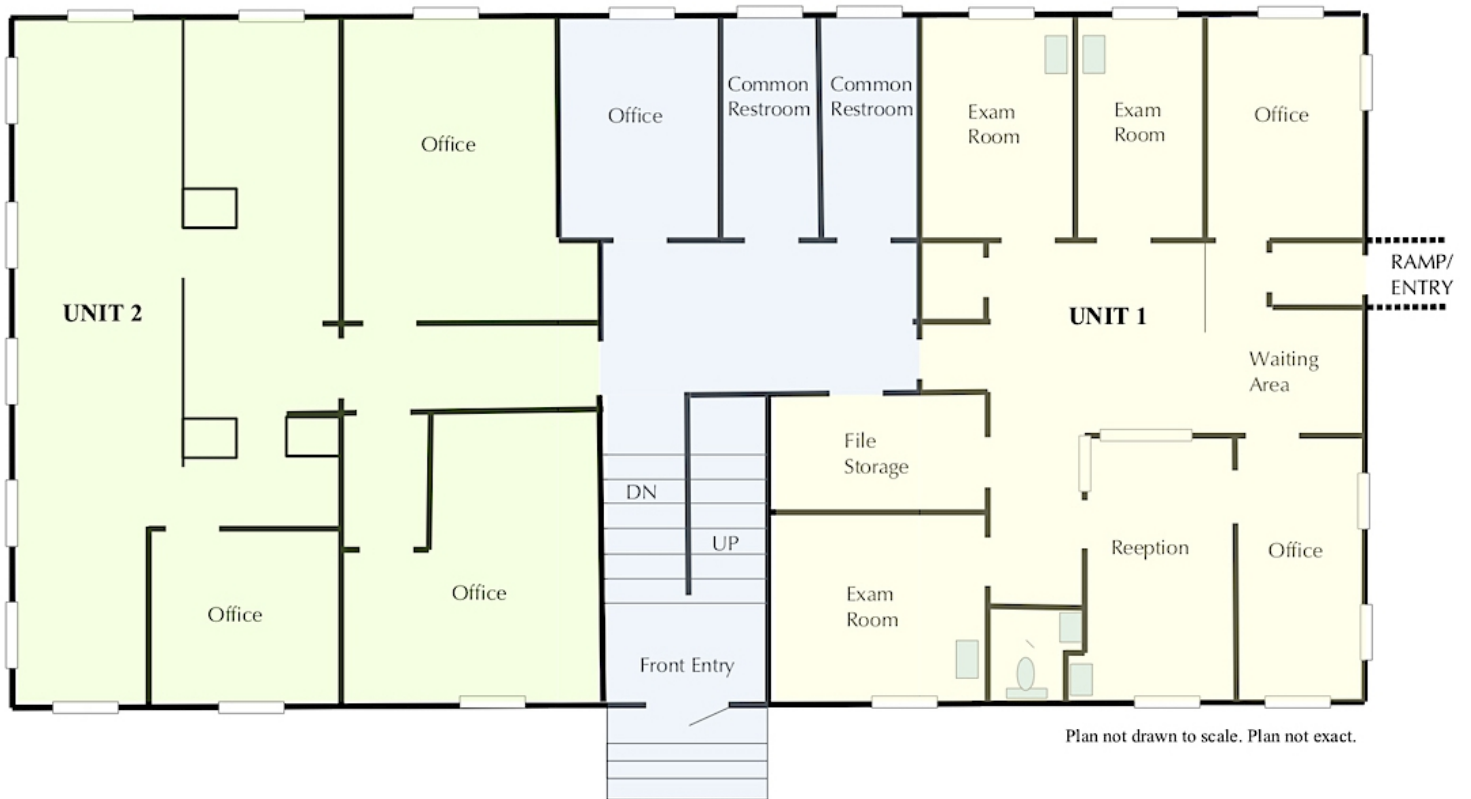 Office
Office
Common
Restroom
Common
Restroom
Exam
Room
Exam
Room
Office
UNIT 2
UNIT 1
RAMP/
ENTRY
Waiting
Area
File
Storage
DN
UP
Reeption
Office
Office
Office
Exam
Room
Front Entry
Plan not drawn to scale. Plan not exact.